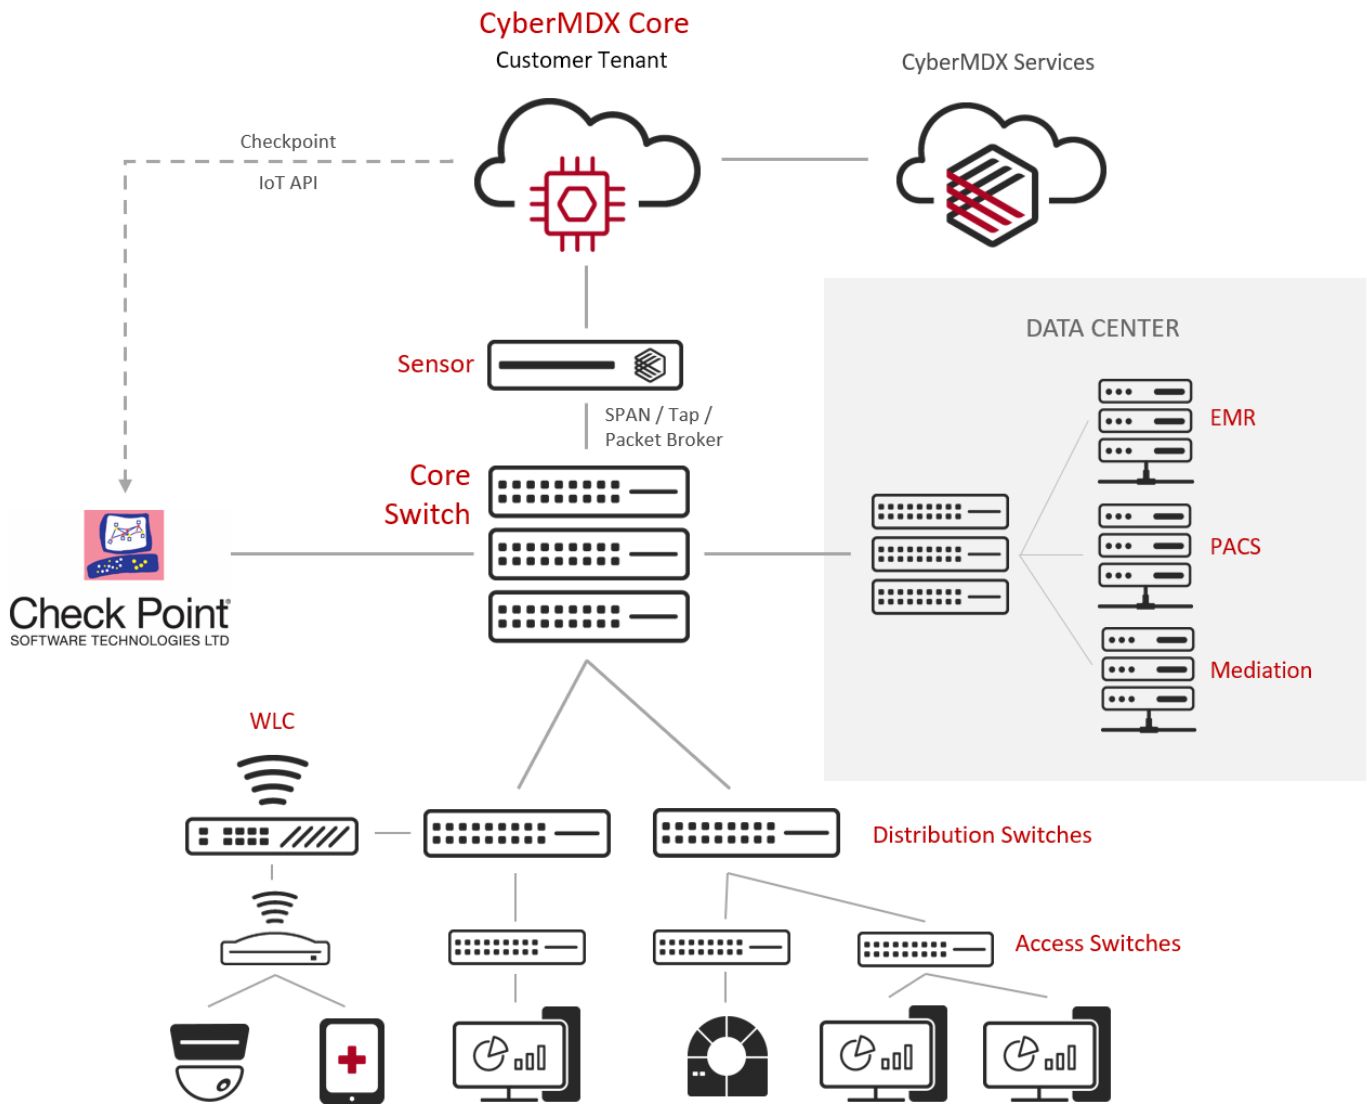 CyberMDX Core
Customer Tenant
CyberMDX Services
Checkpoint
IoT API
DATA CENTER
Sensor
SPAN / Tap /
Packet Broker
EMR
Core
Switch
PACS
Check Point
SOFTWARE TECHNOLOGIES LTD
Mediation
WLC
Distribution Switches
Access Switches